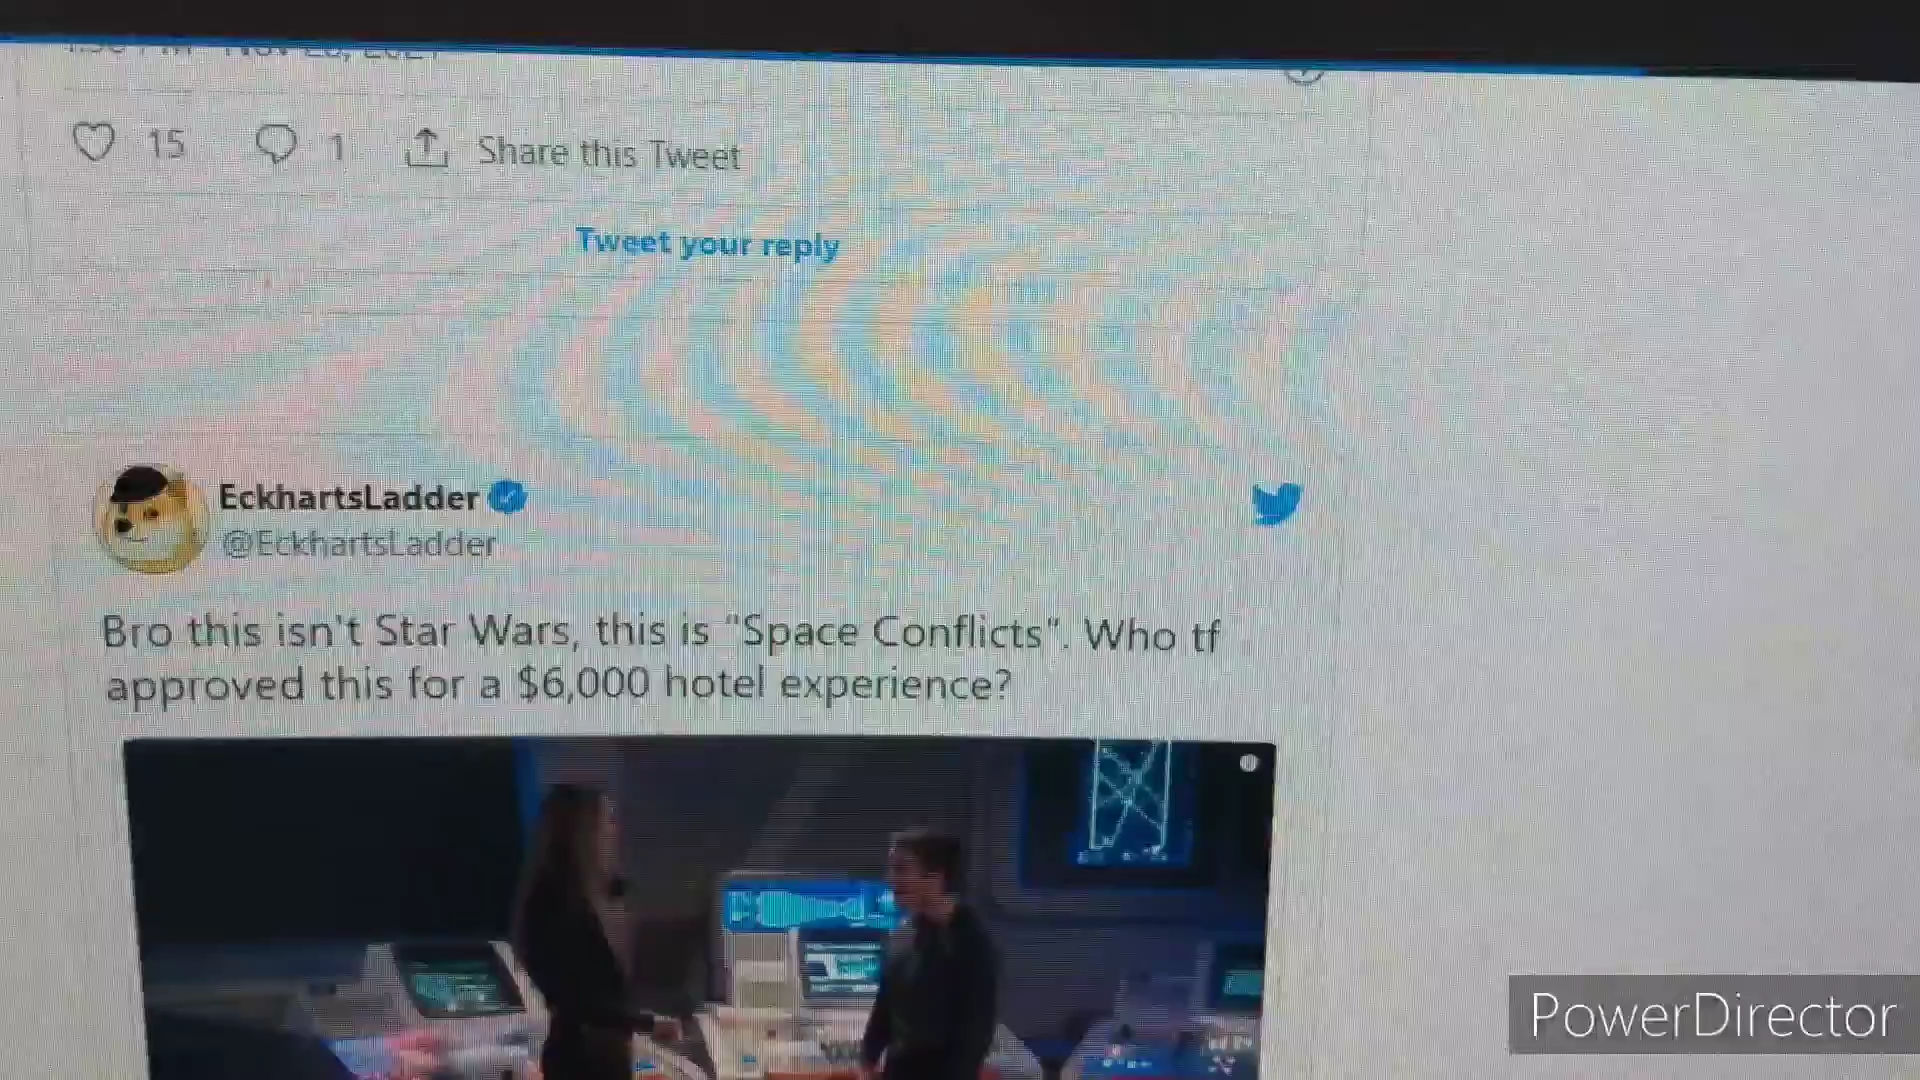 15 1 Share this Tweet
Tweet your reply
EckhartsLadder
@EckhartsLadder
Bro this isn't Star Wars, this is "Space Conflicts". Who tf
approved this for a $6,000 hotel experience?
PowerDirector